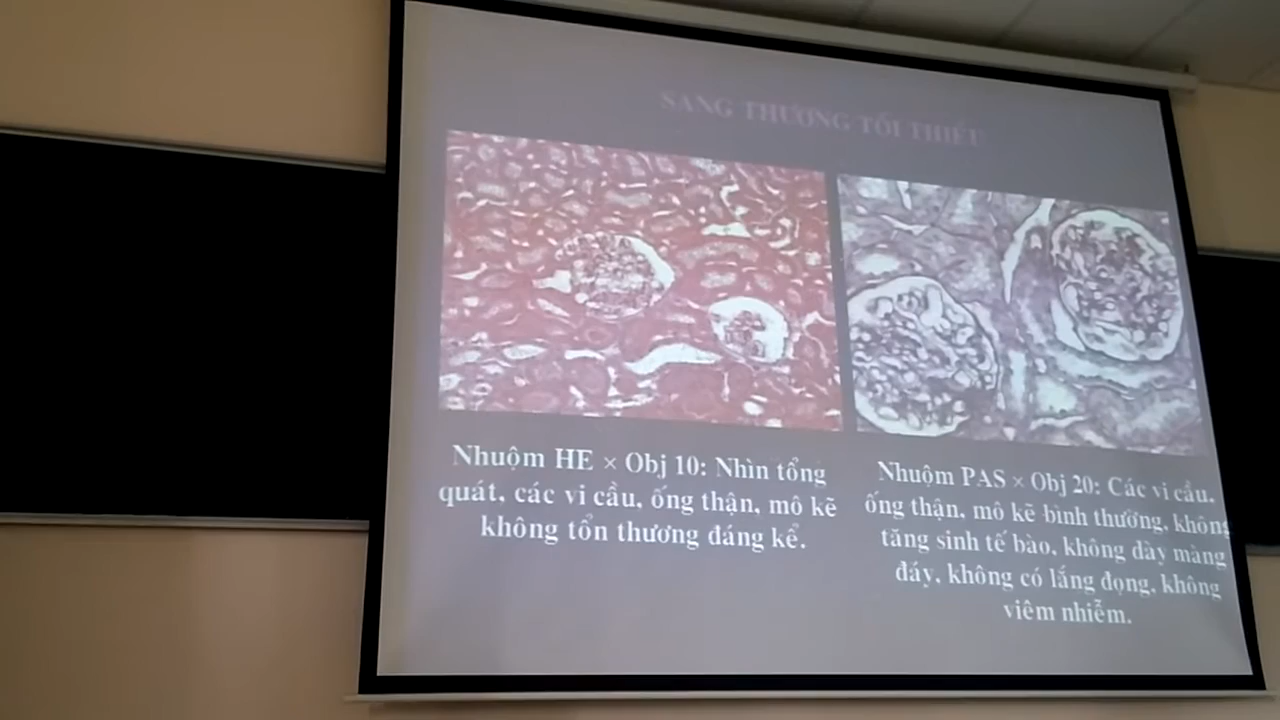 SANG THƯƠNG TỐI THIỂU
Nhuộm HE × Obj 10: Nhìn tổng
quát, các vi cầu, ống thận, mô kẽ
không tổn thương đáng kể.
Nhuộm PAS × Obj 20: Các vi cầu,
ống thận, mô kẽ bình thường, không
tăng sinh tế bào, không dày màng
đáy, không có lắng đọng, không
viêm nhiễm.